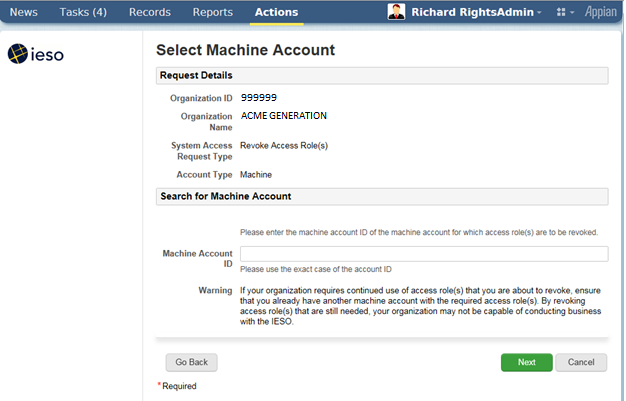 News Tasks (4) Records Reports Actions Richard RightsAdmin Appian
ieso
Select Machine Account
Request Details
Organization ID 999999
Organization Name ACME GENERATION
System Access Request Type Revoke Access Role(s)
Account Type Machine
Search for Machine Account
Please enter the machine account ID of the machine account for which access role(s) are to be revoked.
Machine Account ID
Please use the exact case of the account ID
Warning If your organization requires continued use of access role(s) that you are about to revoke, ensure
that you already have another machine account with the required access role(s). By revoking
access role(s) that are still needed, your organization may not be capable of conducting business
with the IESO.
Go Back Next Cancel
*Required